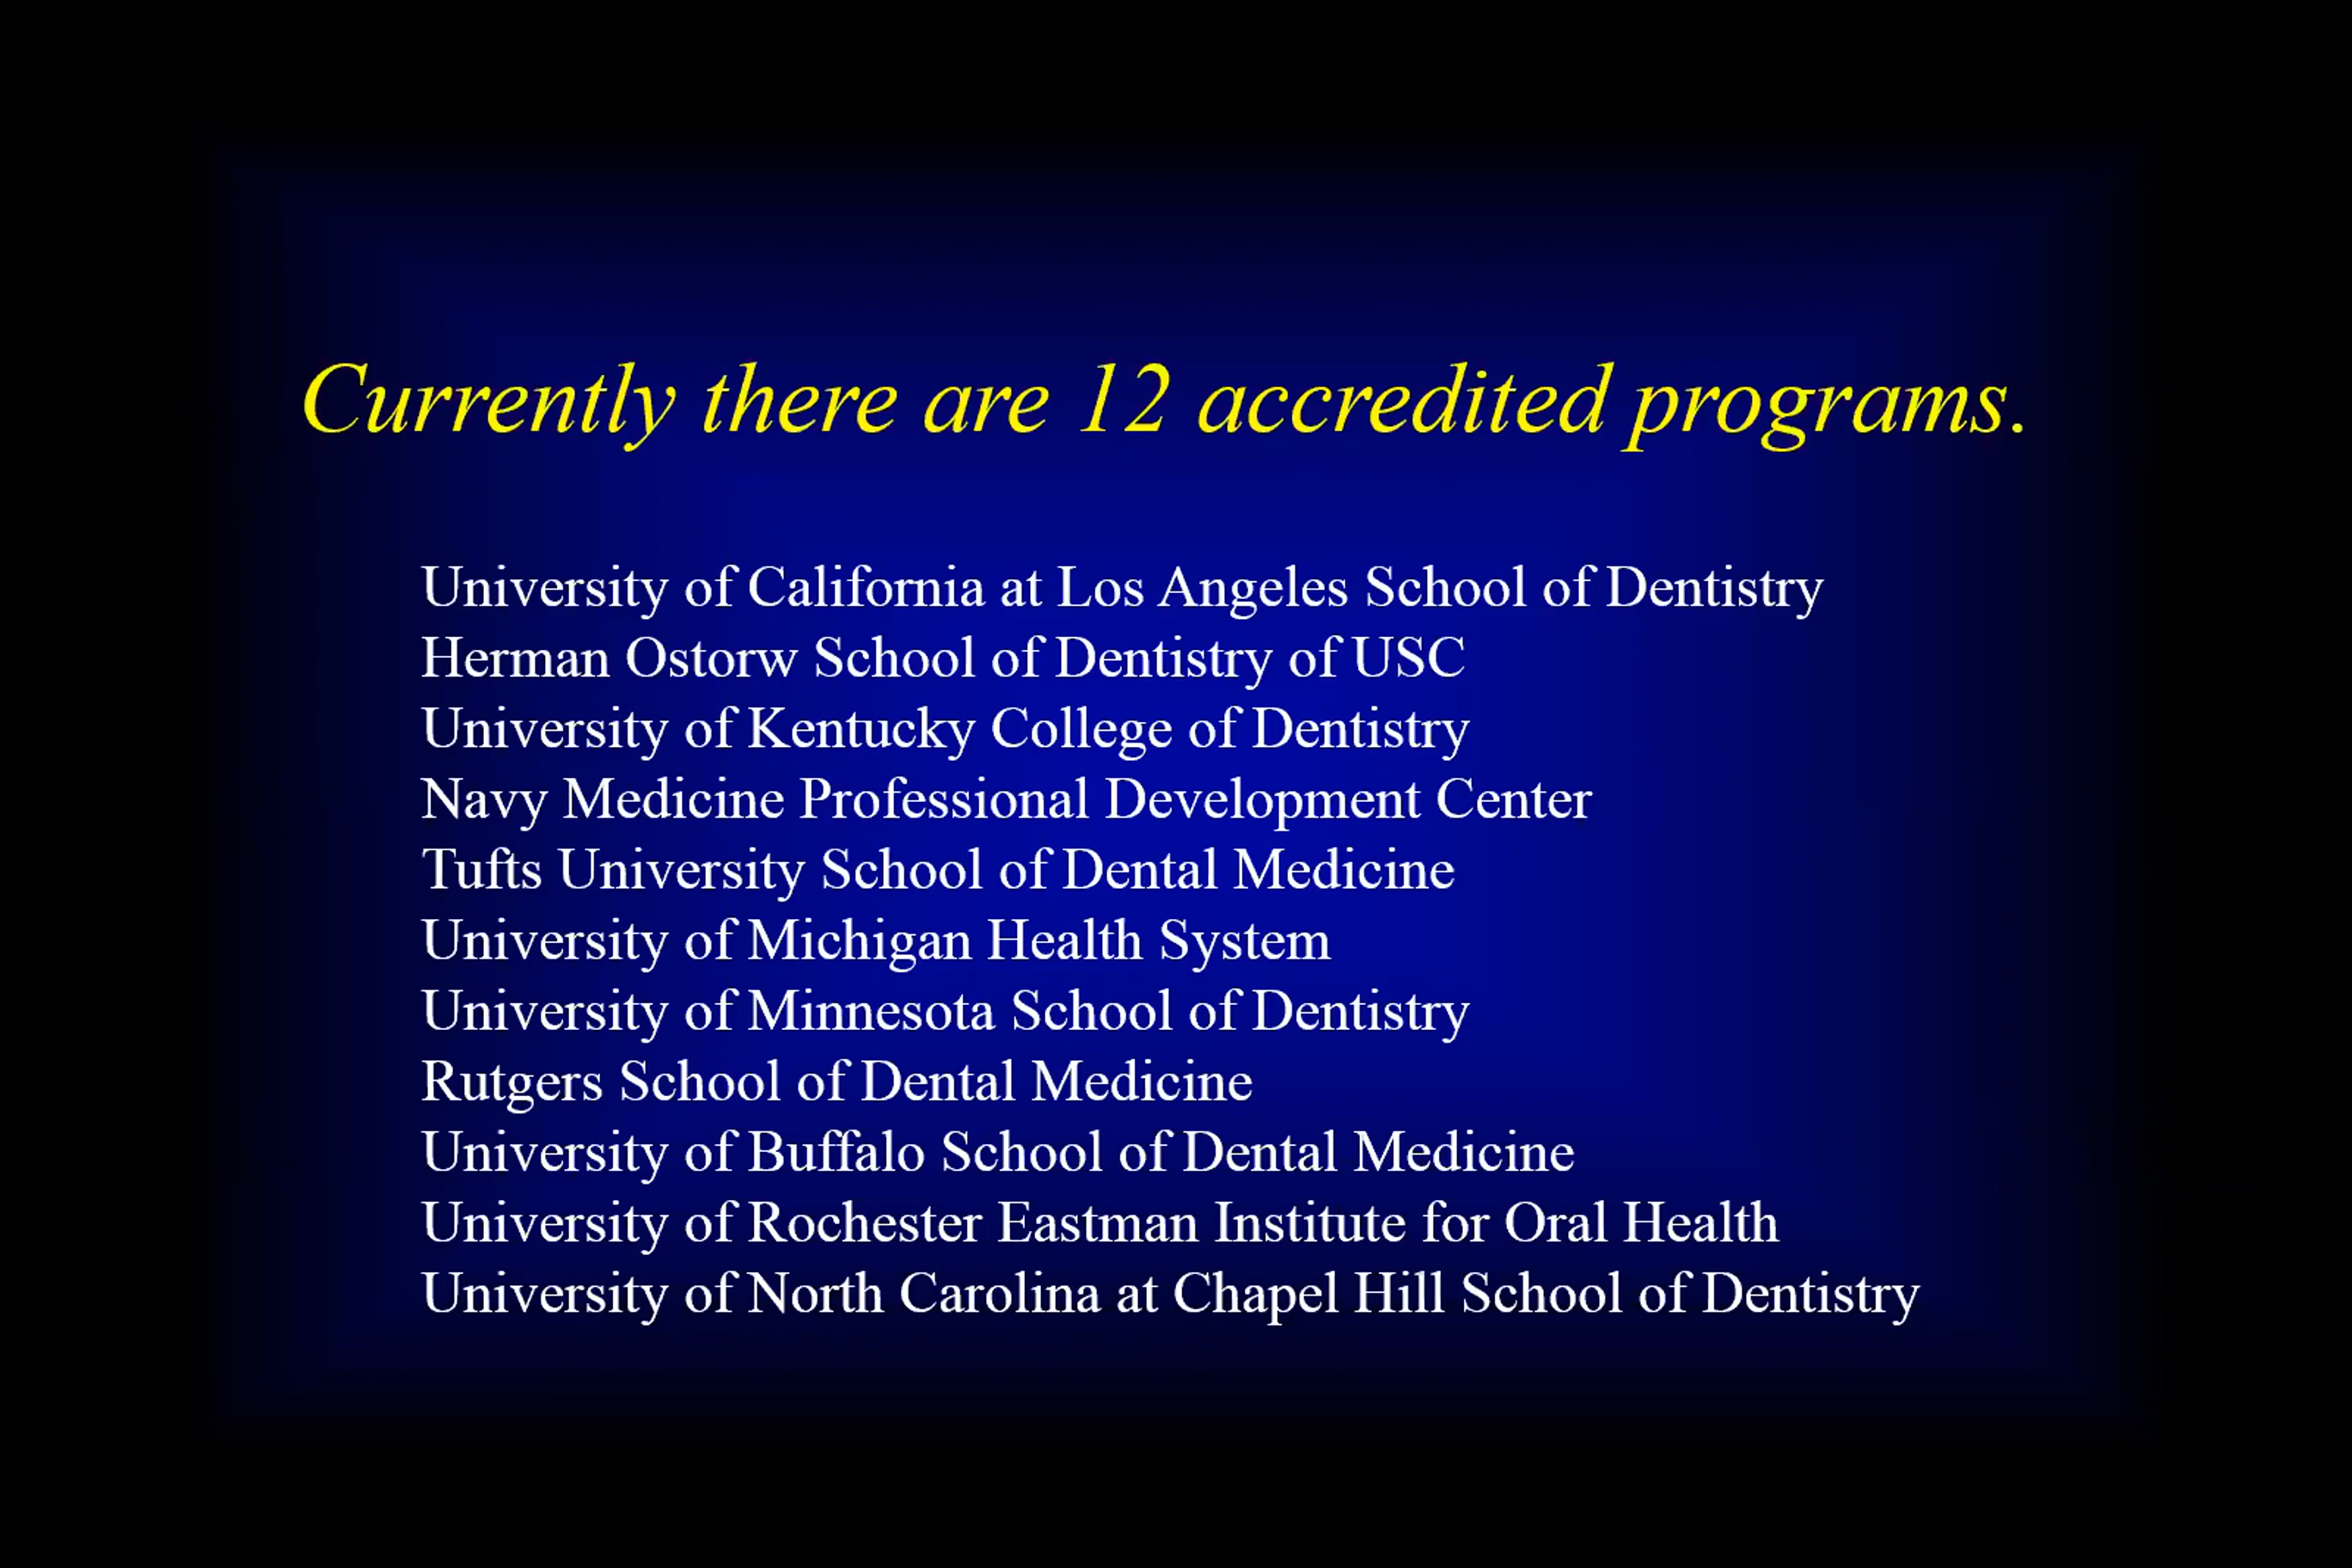 Currently there are 12 accredited programs.
University of California at Los Angeles School of Dentistry
Herman Ostorw School of Dentistry of USC
University of Kentucky College of Dentistry
Navy Medicine Professional Development Center
Tufts University School of Dental Medicine
University of Michigan Health System
University of Minnesota School of Dentistry
Rutgers School of Dental Medicine
University of Buffalo School of Dental Medicine
University of Rochester Eastman Institute for Oral Health
University of North Carolina at Chapel Hill School of Dentistry